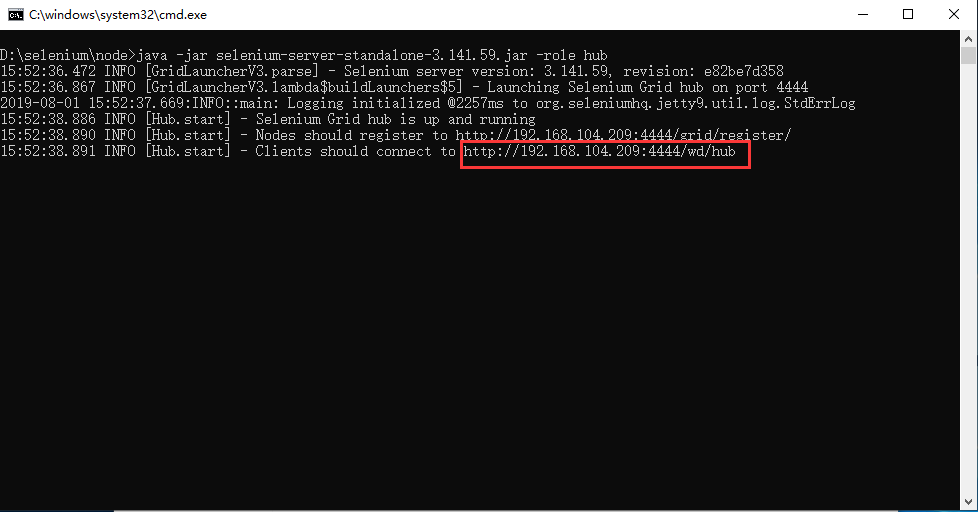 C:\windows\system32\cmd.exe
D:\selenium\node>java -jar selenium-server-standalone-3.141.59.jar -role hub
15:52:36.472 INFO [GridLauncherV3.parse] - Selenium server version: 3.141.59, revision: e82be7d358
15:52:36.867 INFO [GridLauncherV3.lambda$buildLaunchers$5] - Launching Selenium Grid hub on port 4444
2019-08-01 15:52:37.669:INFO::main: Logging initialized @2257ms to org.seleniumhq.jetty9.util.log.StdErrLog
15:52:38.886 INFO [Hub.start] - Selenium Grid hub is up and running
15:52:38.890 INFO [Hub.start] - Nodes should register to http://192.168.104.209:4444/grid/register/
15:52:38.891 INFO [Hub.start] - Clients should connect to http://192.168.104.209:4444/wd/hub